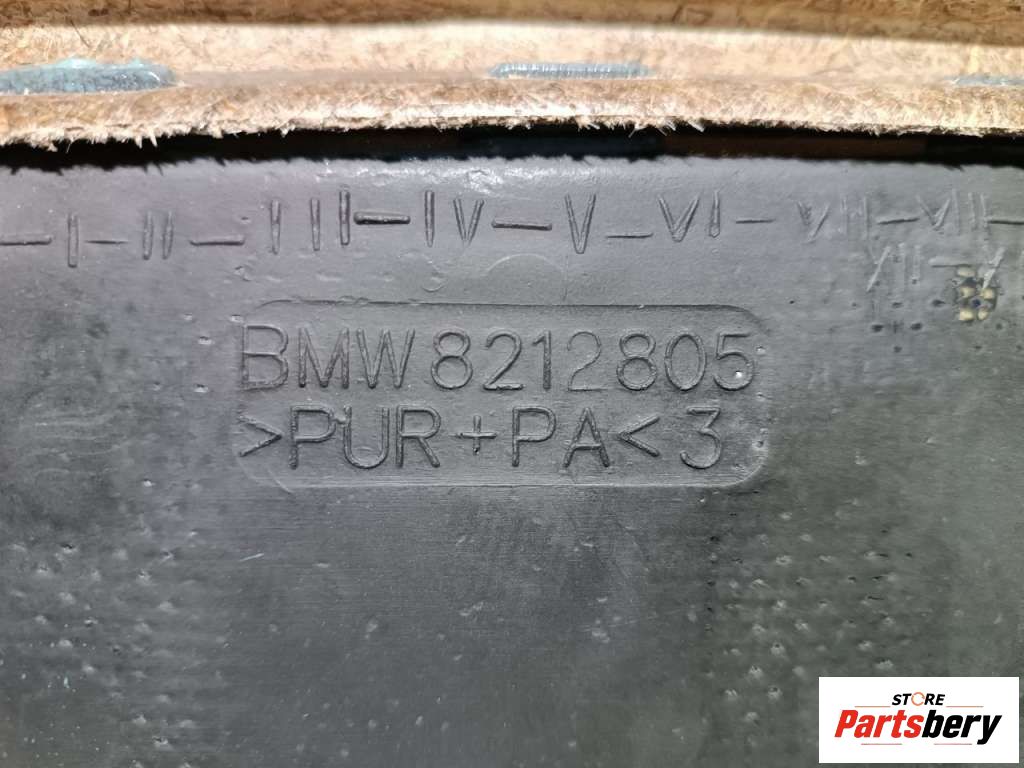 – I – II – III – IV – V – VI – VII – VIII –
BMW 8212805
>PUR+PA< 3
STORE
Partsbery